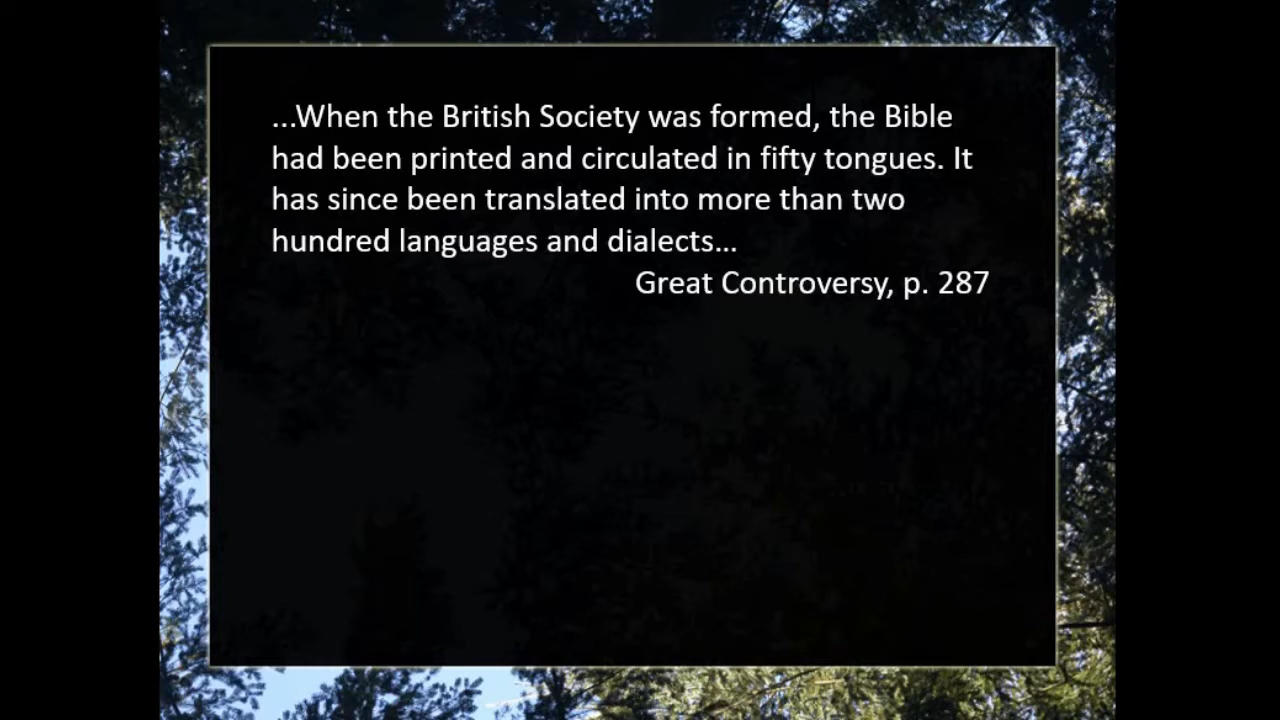 ...When the British Society was formed, the Bible
had been printed and circulated in fifty tongues. It
has since been translated into more than two
hundred languages and dialects...
Great Controversy, p. 287